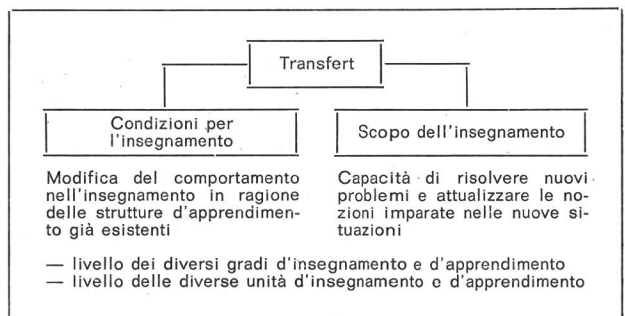 Transfert
Condizioni per
l'insegnamento
Scopo dell'insegnamento
Modifica del comportamento
nell'insegnamento in ragione
delle strutture d'apprendimen-
to già esistenti
Capacità di risolvere nuovi
problemi e attualizzare le no-
zioni imparate nelle nuove si-
tuazioni
— livello dei diversi gradi d'insegnamento e d'apprendimento
— livello delle diverse unità d'insegnamento e d'apprendimento